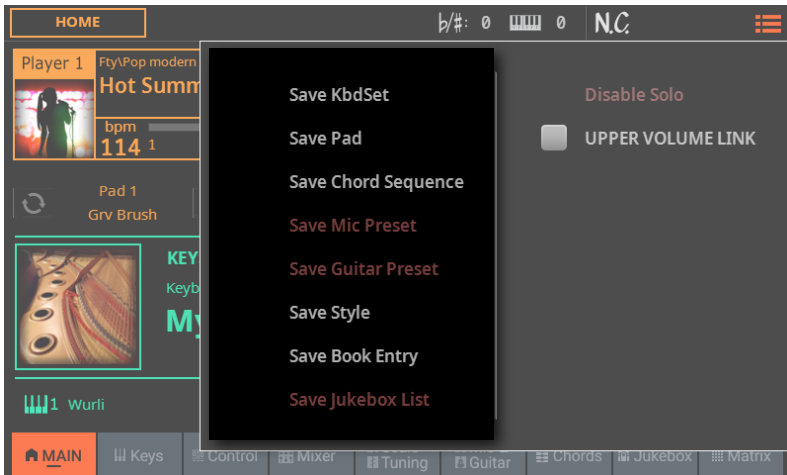 HOME
♭/#: 0
0
N.C.
Player 1
Fty\Pop modern
Hot Summ
bpm
114 1
Pad 1
Grv Brush
KEY
Keyb
My
1 Wurli
Save KbdSet
Save Pad
Save Chord Sequence
Save Mic Preset
Save Guitar Preset
Save Style
Save Book Entry
Save Jukebox List
Disable Solo
UPPER VOLUME LINK
MAIN
Keys
Control
Mixer
Tuning
Guitar
Chords
Jukebox
Matrix